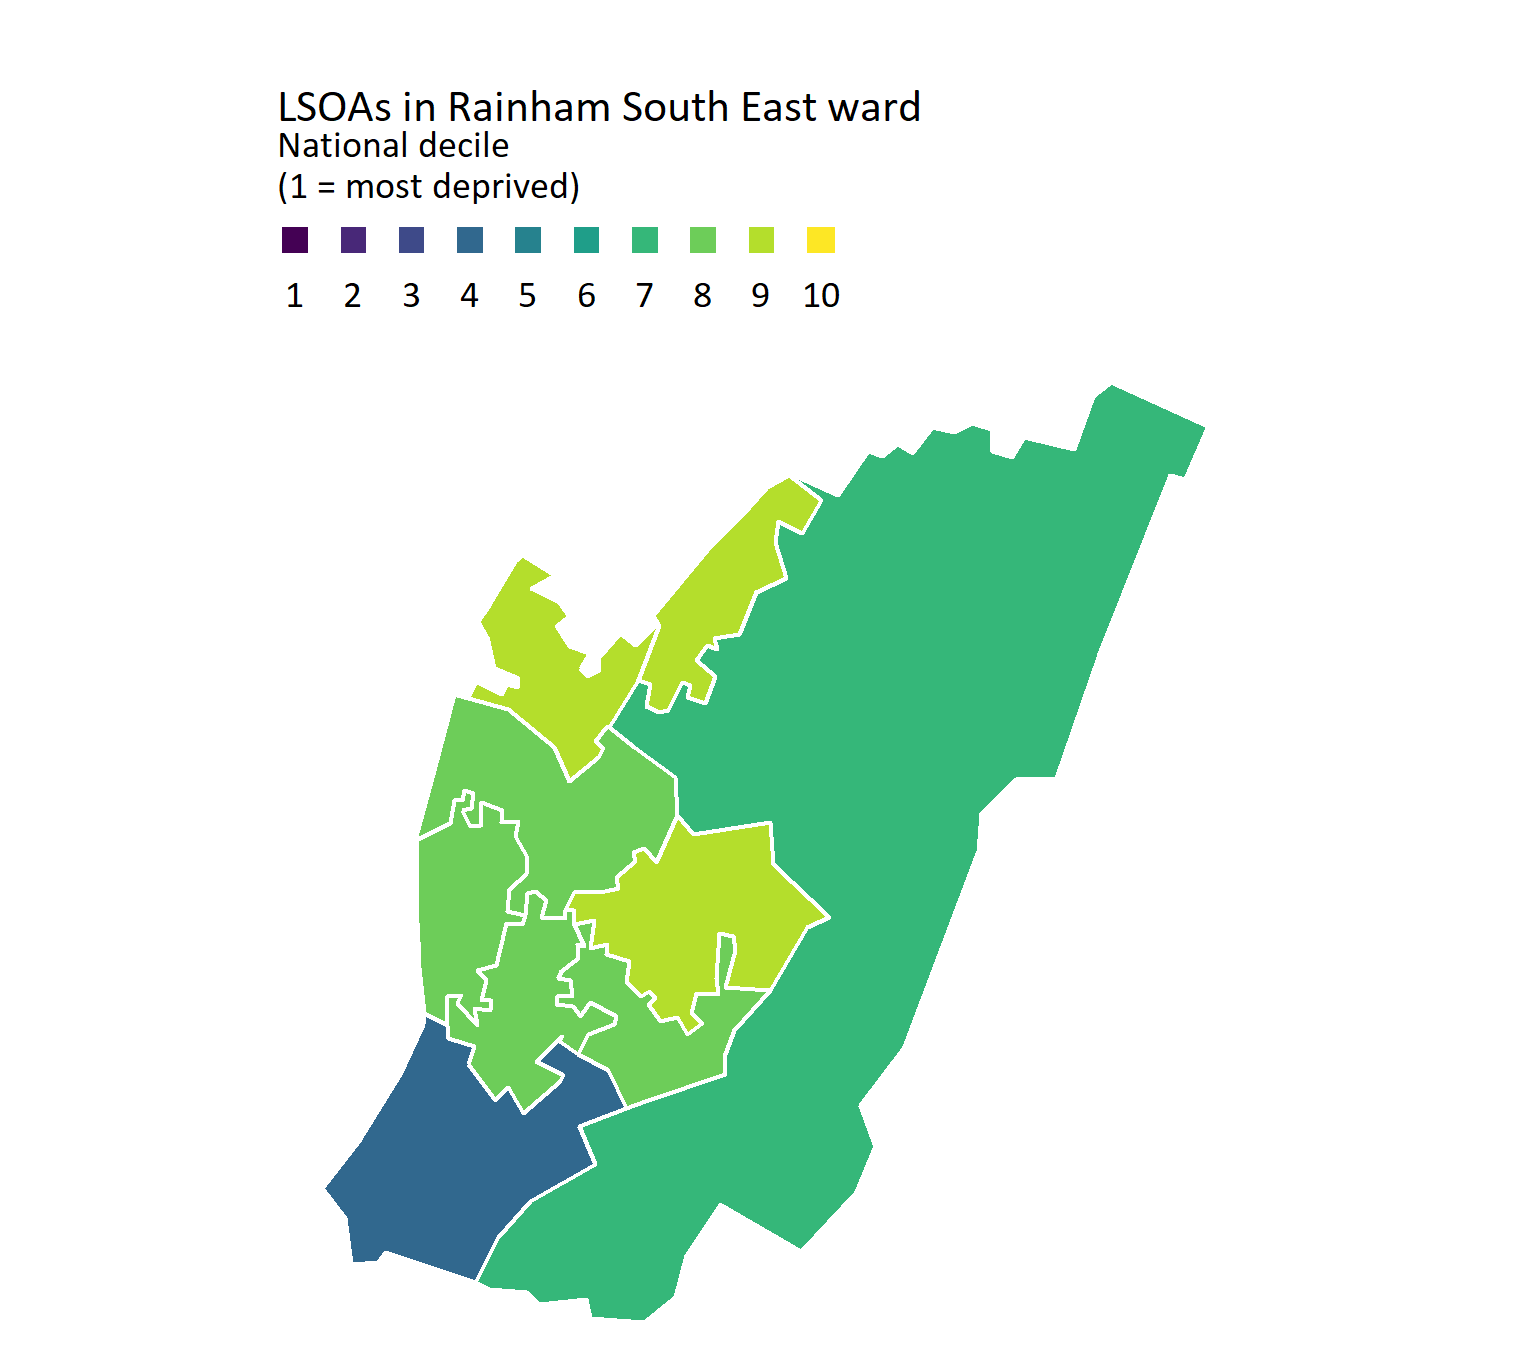 LSOAs in Rainham South East ward
National decile
(1 = most deprived)
1 2 3 4 5 6 7 8 9 10